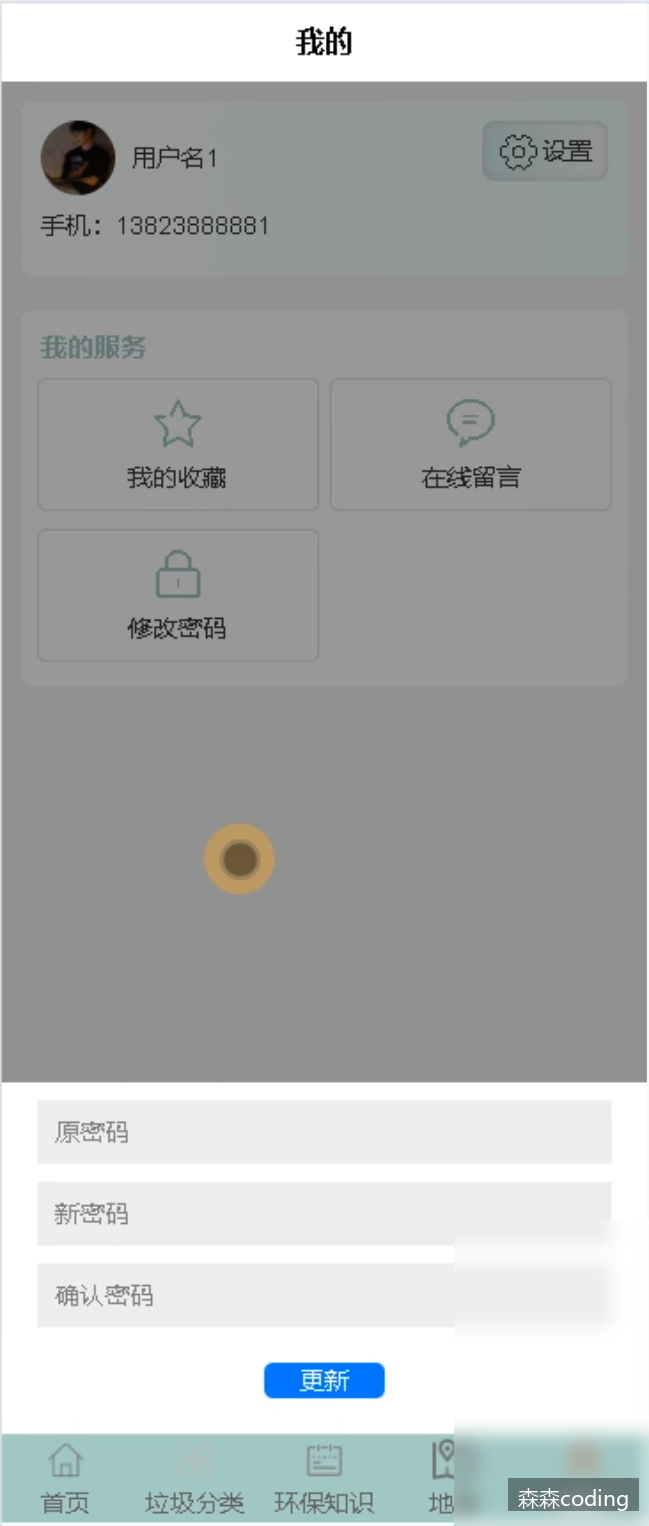 我的
用户名1
设置
手机：13823888881
我的服务
我的收藏
在线留言
修改密码
原密码
新密码
确认密码
更新
首页
垃圾分类
环保知识
地
森森coding